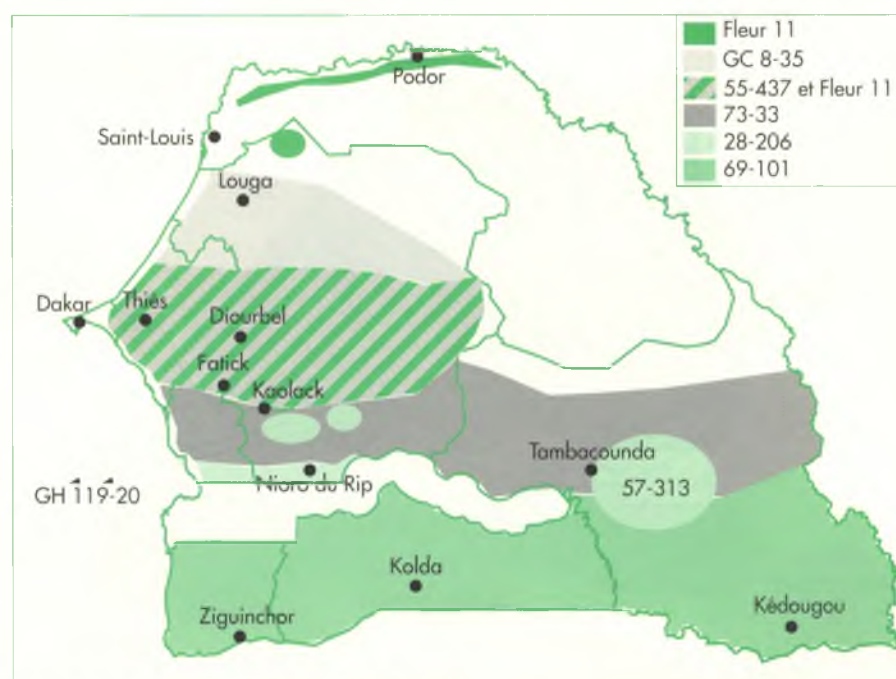 Fleur 11
GC 8-35
55-437 et Fleur 11
73-33
28-206
69-101
Podor
Saint-Louis
Louga
Dakar
Thiès
Diourbel
Fatick
Kaolack
Tambacounda
GH 119-20
Nioro du Rip
57-313
Kolda
Ziguinchor
Kédougou